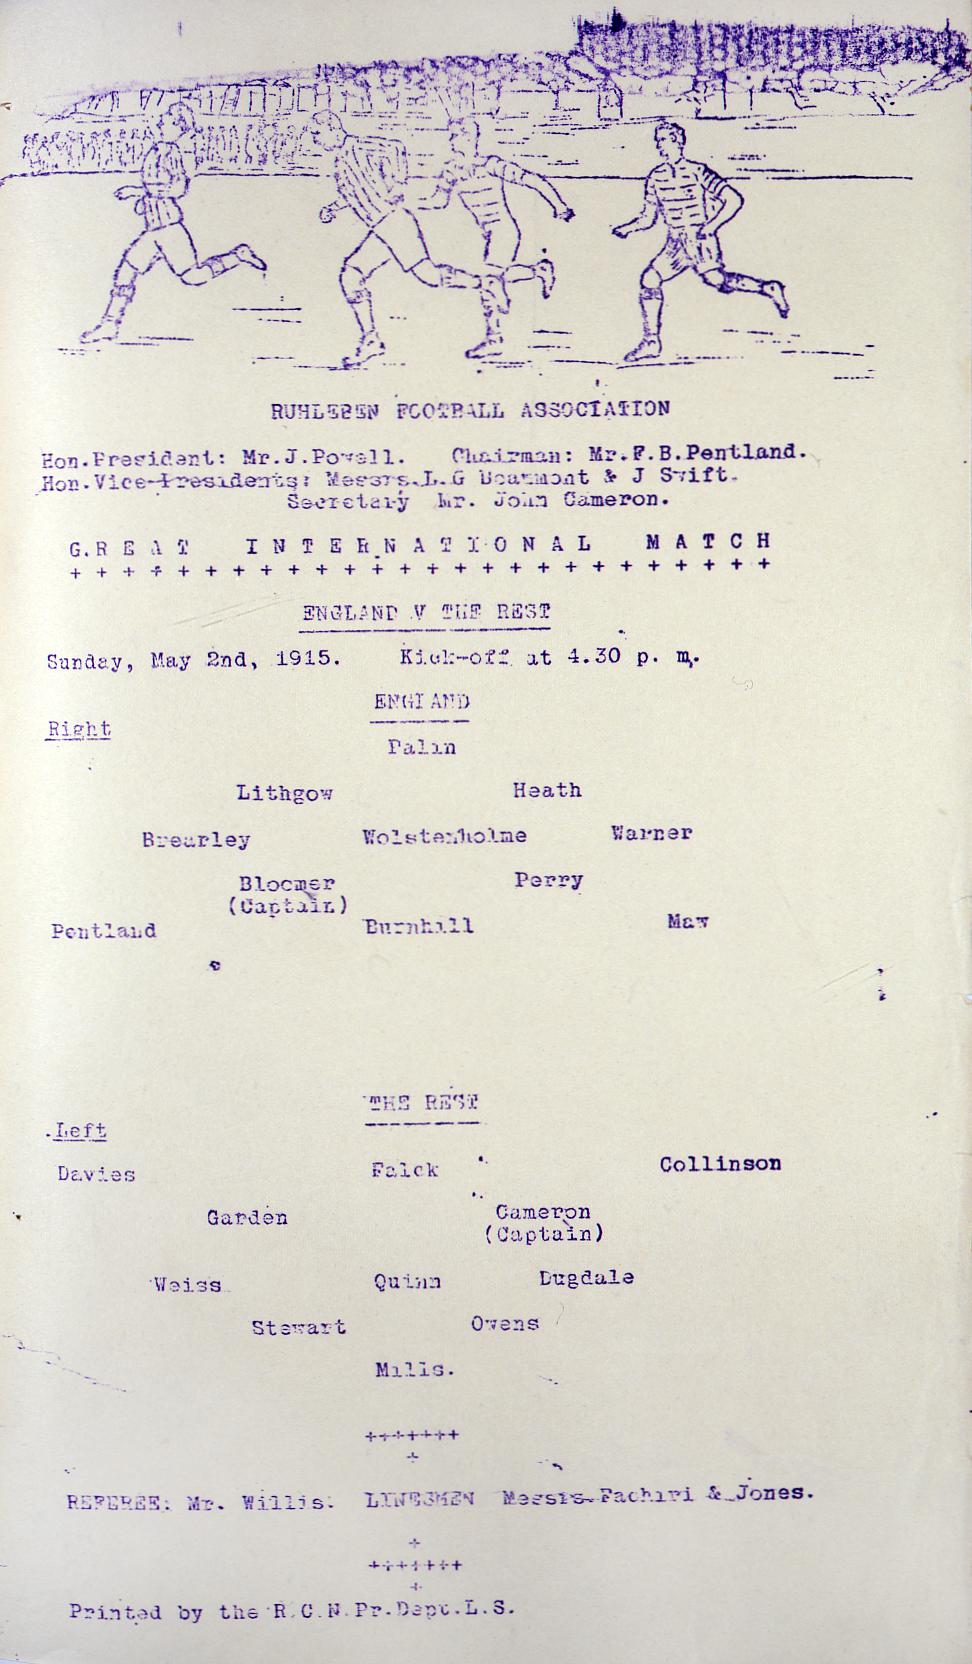 RUHLEBEN FOOTBALL ASSOCIATION
Hon.President: Mr.J.Powell. Chairman: Mr.F.B.Pentland.
Hon.Vice-Presidents: Messrs.L.G Beaumont & J Swift.
Secretary Mr. John Cameron.
G.REAT INTERNATIONAL MATCH
+ + + + + + + + + + + + + + + + + + + + + + + + + +
ENGLAND V THE REST
Sunday, May 2nd, 1915. Kick-off at 4.30 p. m.
ENGLAND
Right
Palin
Lithgow Heath
Brearley Wolstenholme Warner
Bloomer Perry
(Captain)
Pentland Burnhill Maw
THE REST
Left
Davies Falck Collinson
Garden Cameron
(Captain)
Weiss Quinn Dugdale
Stewart Owens
Mills.
+++++++
+
REFEREE: Mr. Willis. LINESMEN Messrs.Fachiri & Jones.
+
+++++++
+
Printed by the R.C.N.Pr.Dept.L.S.